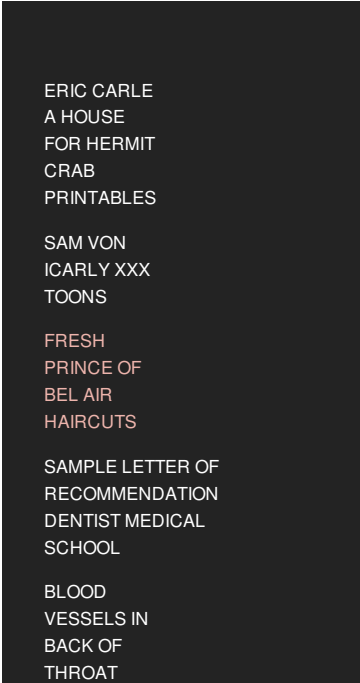 ERIC CARLE
A HOUSE
FOR HERMIT
CRAB
PRINTABLES
SAM VON
ICARLY XXX
TOONS
FRESH
PRINCE OF
BEL AIR
HAIRCUTS
SAMPLE LETTER OF
RECOMMENDATION
DENTIST MEDICAL
SCHOOL
BLOOD
VESSELS IN
BACK OF
THROAT